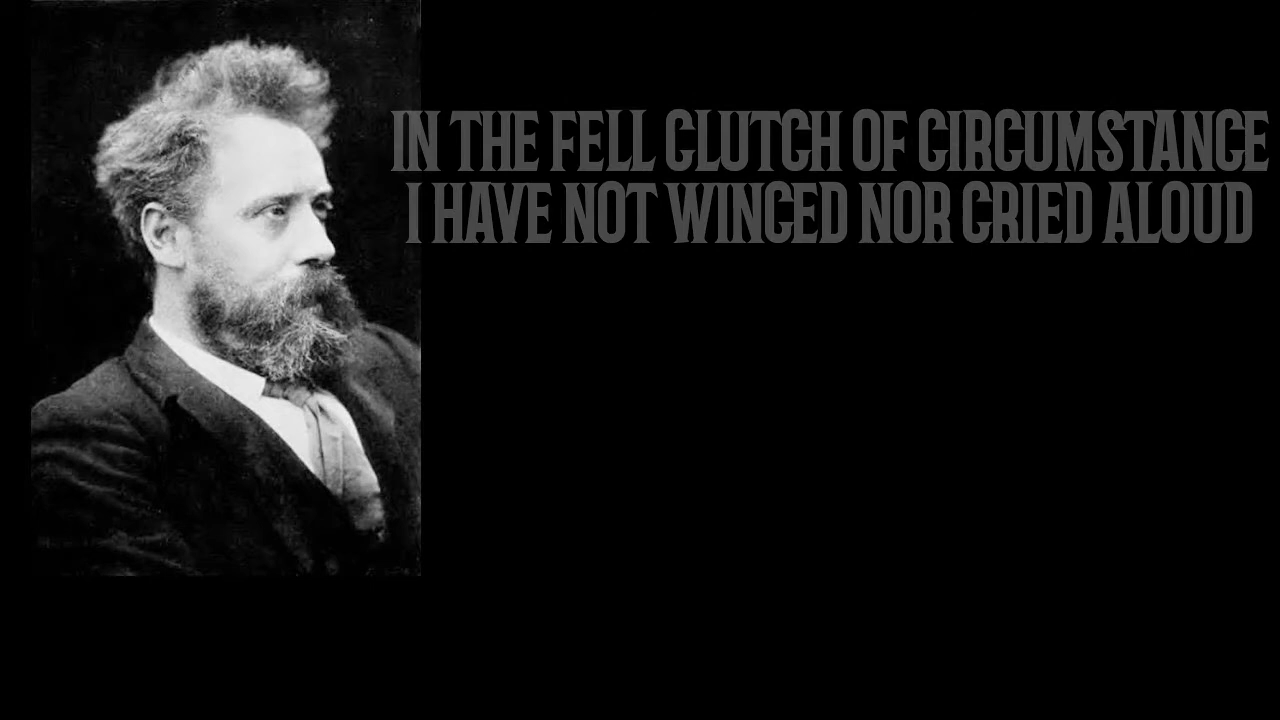 IN THE FELL CLUTCH OF CIRCUMSTANCE
I HAVE NOT WINCED NOR CRIED ALOUD